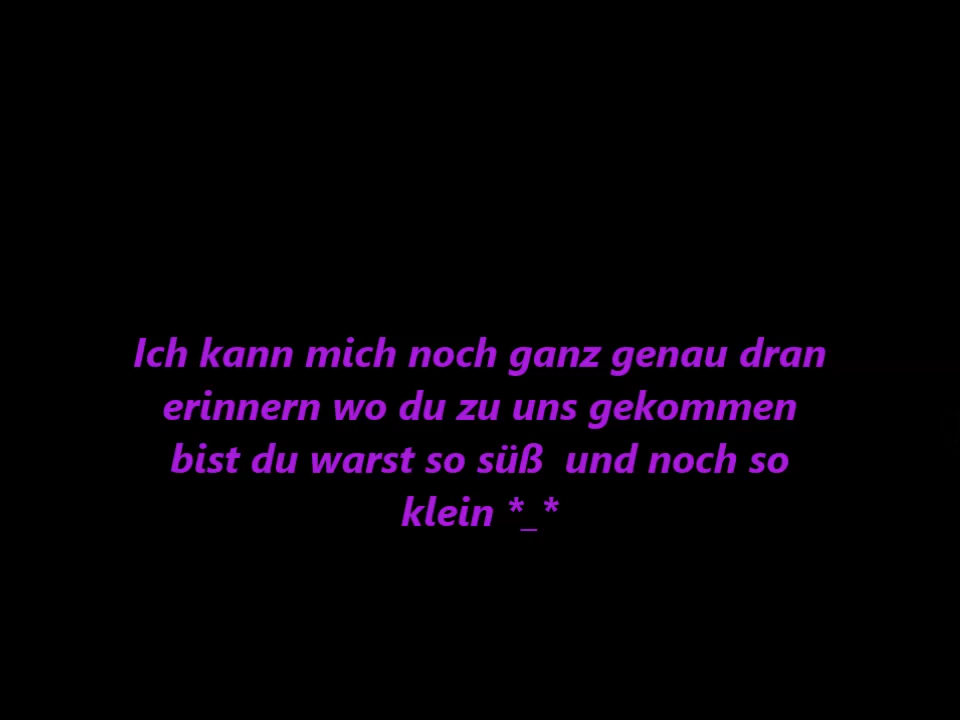 Ich kann mich noch ganz genau dran
erinnern wo du zu uns gekommen
bist du warst so süß  und noch so
klein *_*